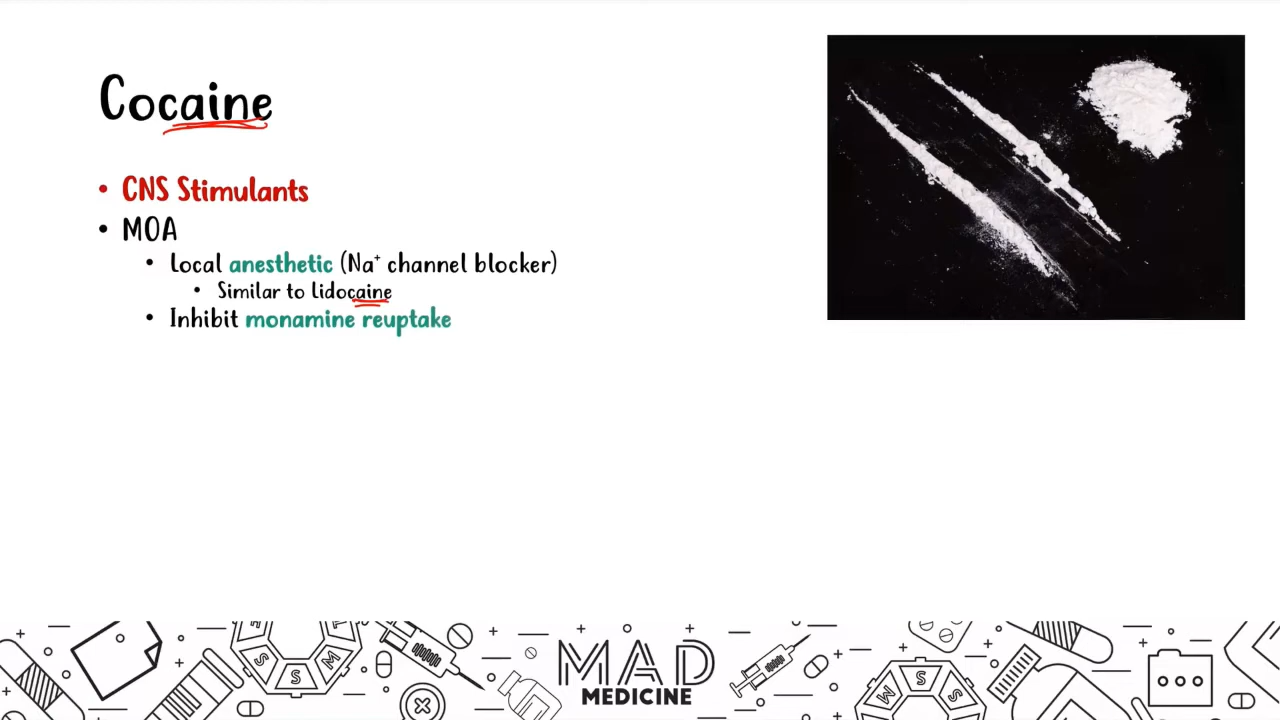 Cocaine
• CNS Stimulants
• MOA
• Local anesthetic (Na⁺ channel blocker)
• Similar to Lidocaine
• Inhibit monamine reuptake
S S M
MAD
MEDICINE
M S S